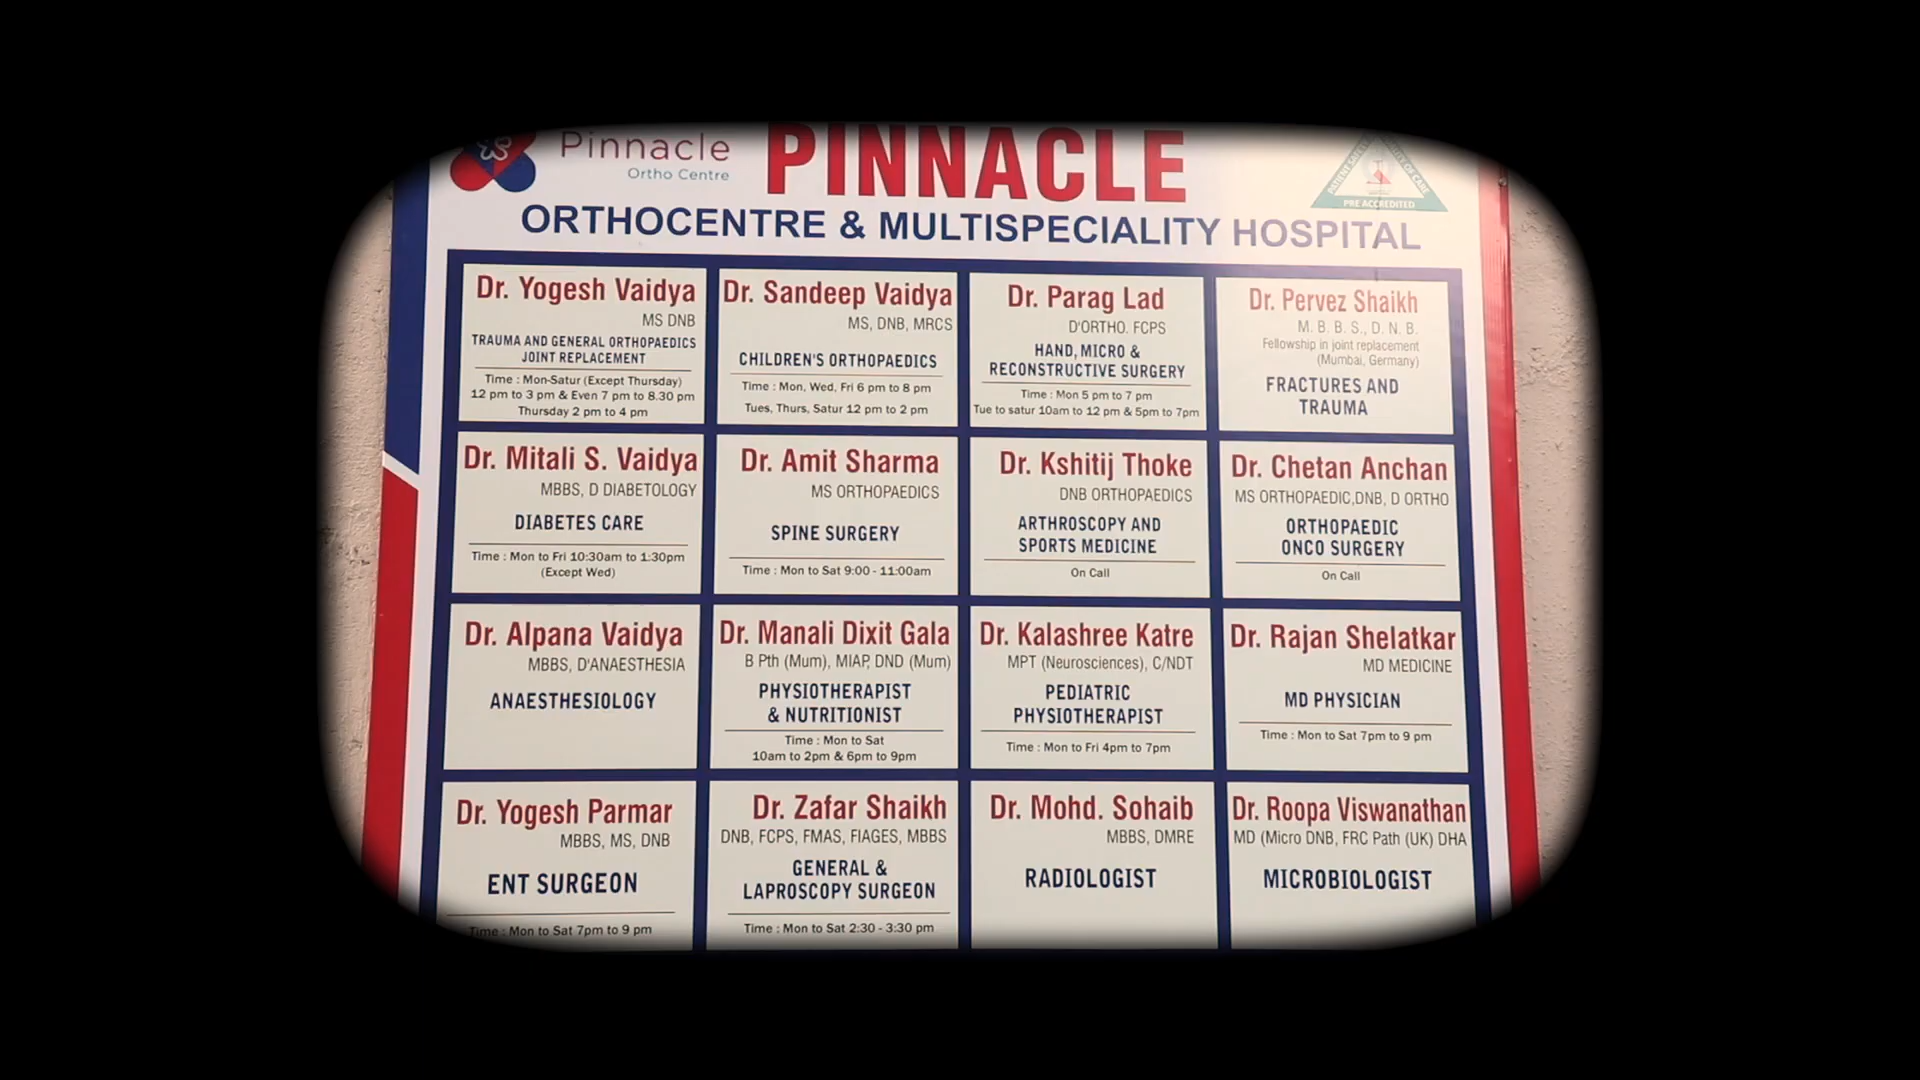 Pinnacle
Ortho Centre
PINNACLE
PATIENT SAFETY QUALITY OF CARE
PRE ACCREDITED
ORTHOCENTRE & MULTISPECIALITY HOSPITAL
Dr. Yogesh Vaidya
MS DNB
TRAUMA AND GENERAL ORTHOPAEDICS
JOINT REPLACEMENT
Time : Mon-Satur (Except Thursday)
12 pm to 3 pm & Even 7 pm to 8.30 pm
Thursday 2 pm to 4 pm
Dr. Sandeep Vaidya
MS, DNB, MRCS
CHILDREN'S ORTHOPAEDICS
Time : Mon, Wed, Fri 6 pm to 8 pm
Tues, Thurs, Satur 12 pm to 2 pm
Dr. Parag Lad
D'ORTHO. FCPS
HAND, MICRO &
RECONSTRUCTIVE SURGERY
Time : Mon 5 pm to 7 pm
Tue to satur 10am to 12 pm & 5pm to 7pm
Dr. Pervez Shaikh
M. B. B. S., D. N. B.
Fellowship in joint replacement
(Mumbai, Germany)
FRACTURES AND
TRAUMA
Dr. Mitali S. Vaidya
MBBS, D DIABETOLOGY
DIABETES CARE
Time : Mon to Fri 10:30am to 1:30pm
(Except Wed)
Dr. Amit Sharma
MS ORTHOPAEDICS
SPINE SURGERY
Time : Mon to Sat 9:00 - 11:00am
Dr. Kshitij Thoke
DNB ORTHOPAEDICS
ARTHROSCOPY AND
SPORTS MEDICINE
On Call
Dr. Chetan Anchan
MS ORTHOPAEDIC,DNB, D ORTHO
ORTHOPAEDIC
ONCO SURGERY
On Call
Dr. Alpana Vaidya
MBBS, D'ANAESTHESIA
ANAESTHESIOLOGY
Dr. Manali Dixit Gala
B Pth (Mum), MIAP, DND (Mum)
PHYSIOTHERAPIST
& NUTRITIONIST
Time : Mon to Sat
10am to 2pm & 6pm to 9pm
Dr. Kalashree Katre
MPT (Neurosciences), C/NDT
PEDIATRIC
PHYSIOTHERAPIST
Time : Mon to Fri 4pm to 7pm
Dr. Rajan Shelatkar
MD MEDICINE
MD PHYSICIAN
Time : Mon to Sat 7pm to 9 pm
Dr. Yogesh Parmar
MBBS, MS, DNB
ENT SURGEON
Time : Mon to Sat 7pm to 9 pm
Dr. Zafar Shaikh
DNB, FCPS, FMAS, FIAGES, MBBS
GENERAL &
LAPROSCOPY SURGEON
Time : Mon to Sat 2:30 - 3:30 pm
Dr. Mohd. Sohaib
MBBS, DMRE
RADIOLOGIST
Dr. Roopa Viswanathan
MD (Micro DNB, FRC Path (UK) DHA
MICROBIOLOGIST